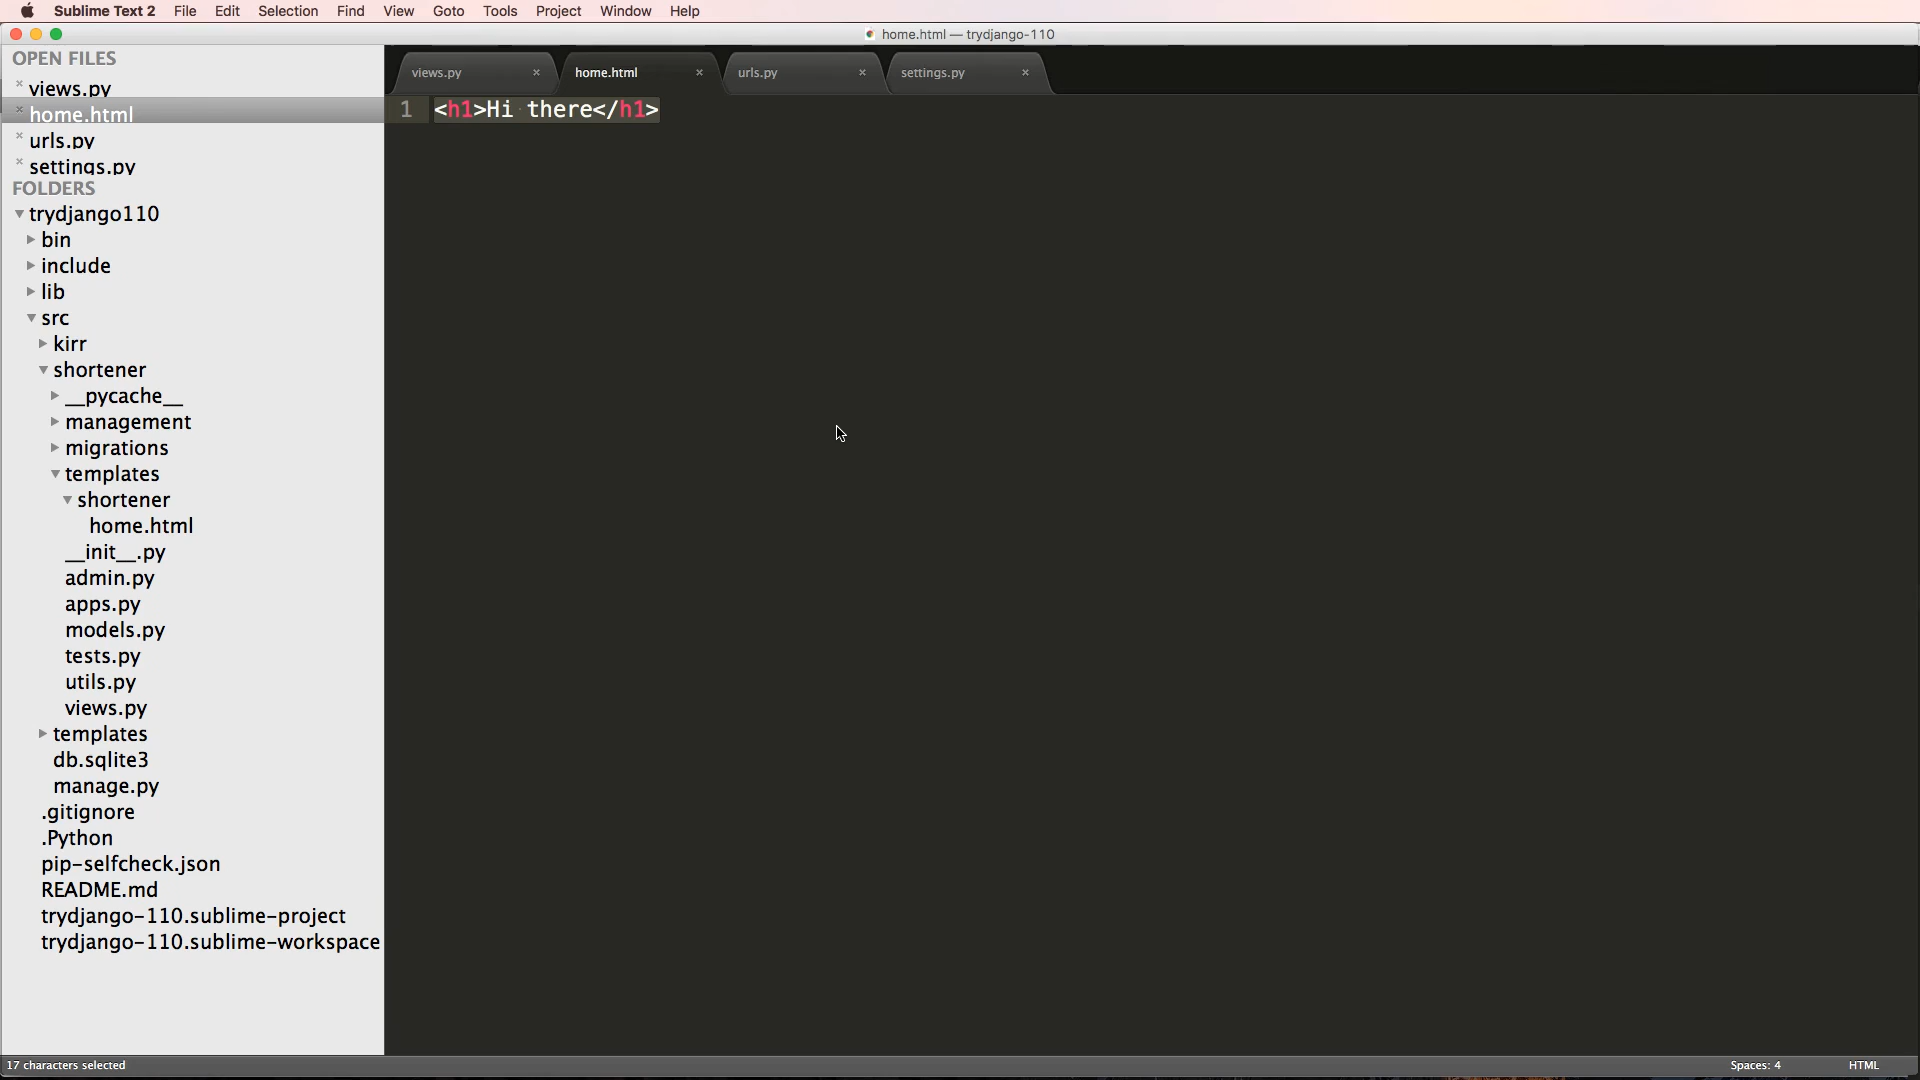 Sublime Text 2 File Edit Selection Find View Goto Tools Project Window Help
home.html — trydjango-110
OPEN FILES
views.py
home.html
urls.py
settings.py
FOLDERS
trydjango110
bin
include
lib
src
kirr
shortener
__pycache__
management
migrations
templates
shortener
home.html
__init__.py
admin.py
apps.py
models.py
tests.py
utils.py
views.py
templates
db.sqlite3
manage.py
.gitignore
.Python
pip-selfcheck.json
README.md
trydjango-110.sublime-project
trydjango-110.sublime-workspace
views.py home.html urls.py settings.py
1 <h1>Hi there</h1>
17 characters selected
Spaces: 4 HTML